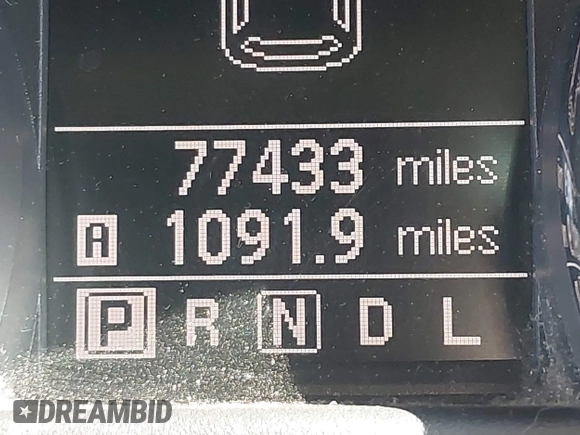 77433 miles
A 1091.9 miles
P R N D L
DREAMBID